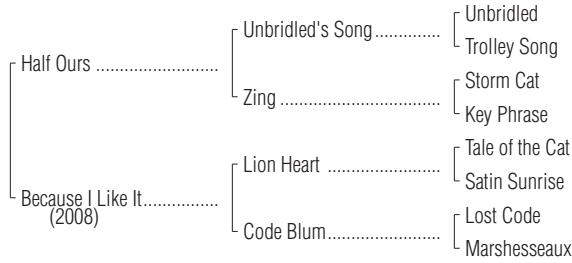 Unbridled
Unbridled's Song..............
Trolley Song
Half Ours ..........................
Storm Cat
Zing ..................................
Key Phrase
Tale of the Cat
Lion Heart ........................
Satin Sunrise
Because I Like It................
(2008)
Lost Code
Code Blum........................
Marshesseaux